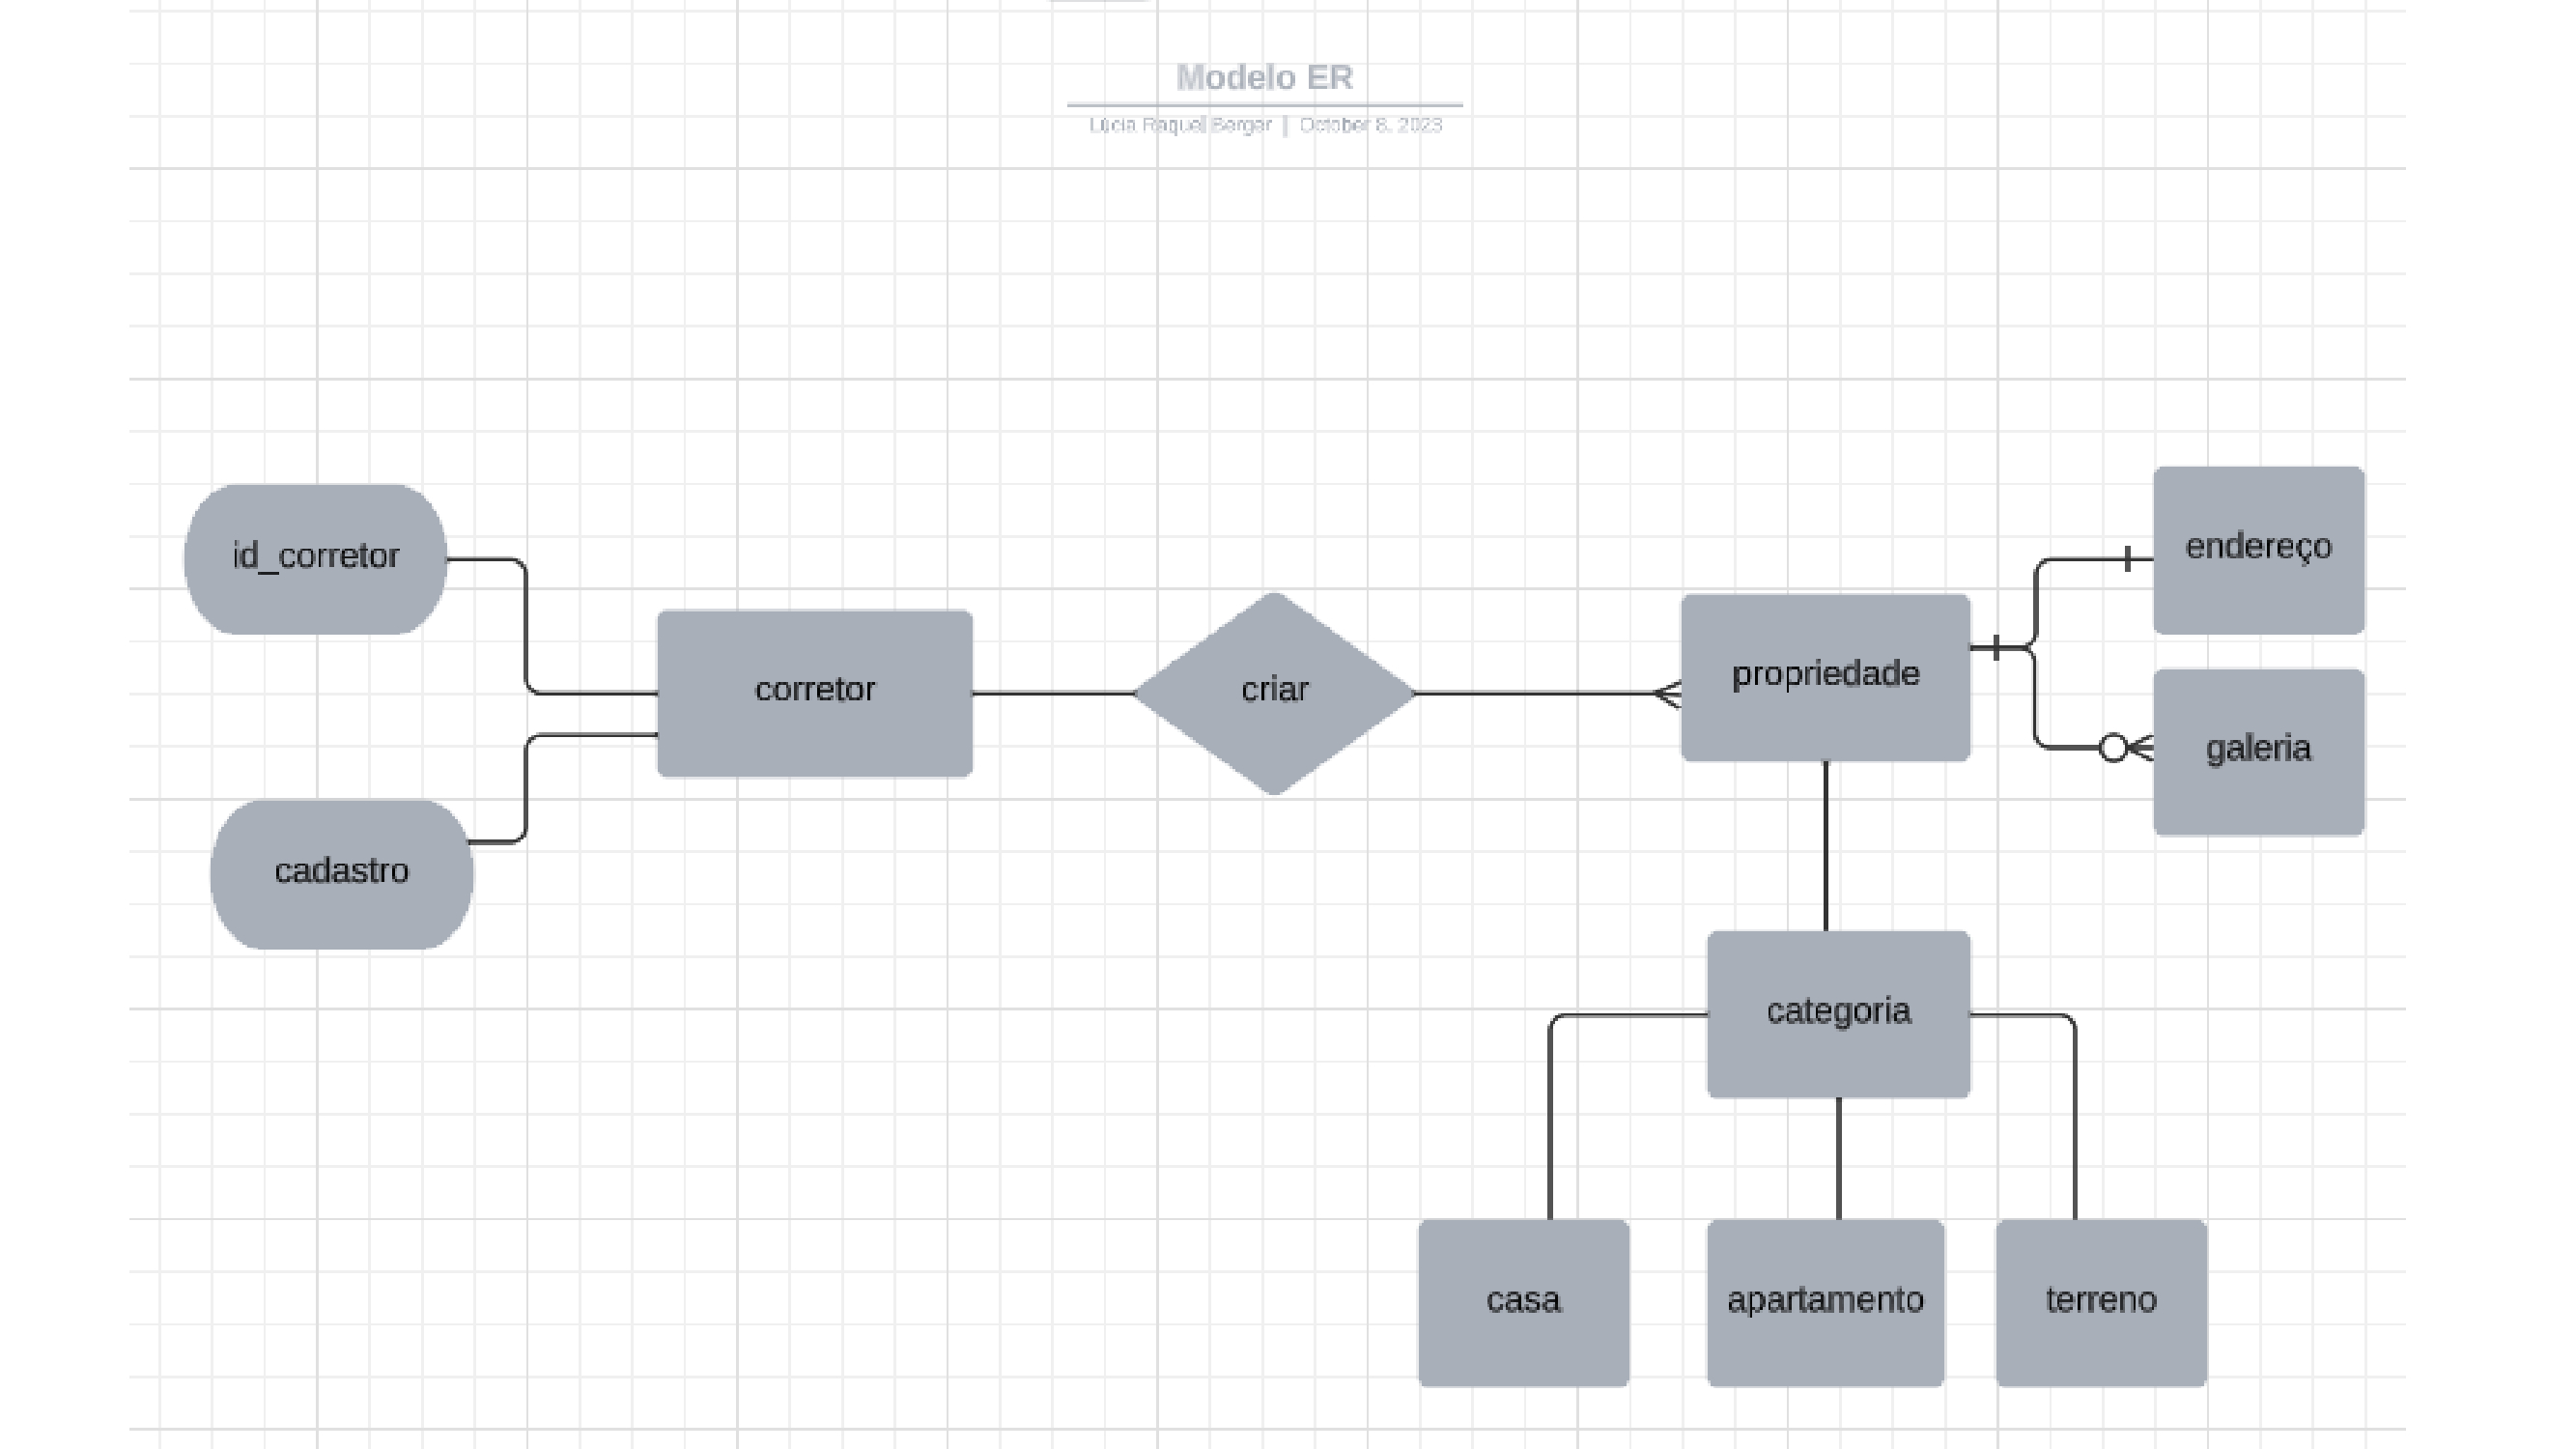 Modelo ER
Lúcia Raquel Berger | October 8, 2023
id_corretor
cadastro
corretor
criar
propriedade
endereço
galeria
categoria
casa
apartamento
terreno